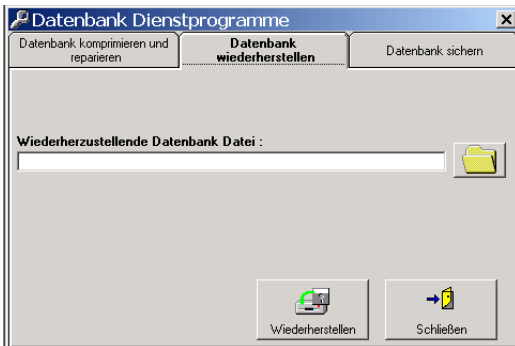 Datenbank Dienstprogramme
Datenbank komprimieren und
reparieren
Datenbank
wiederherstellen
Datenbank sichern
Wiederherzustellende Datenbank Datei :
Wiederherstellen
Schließen